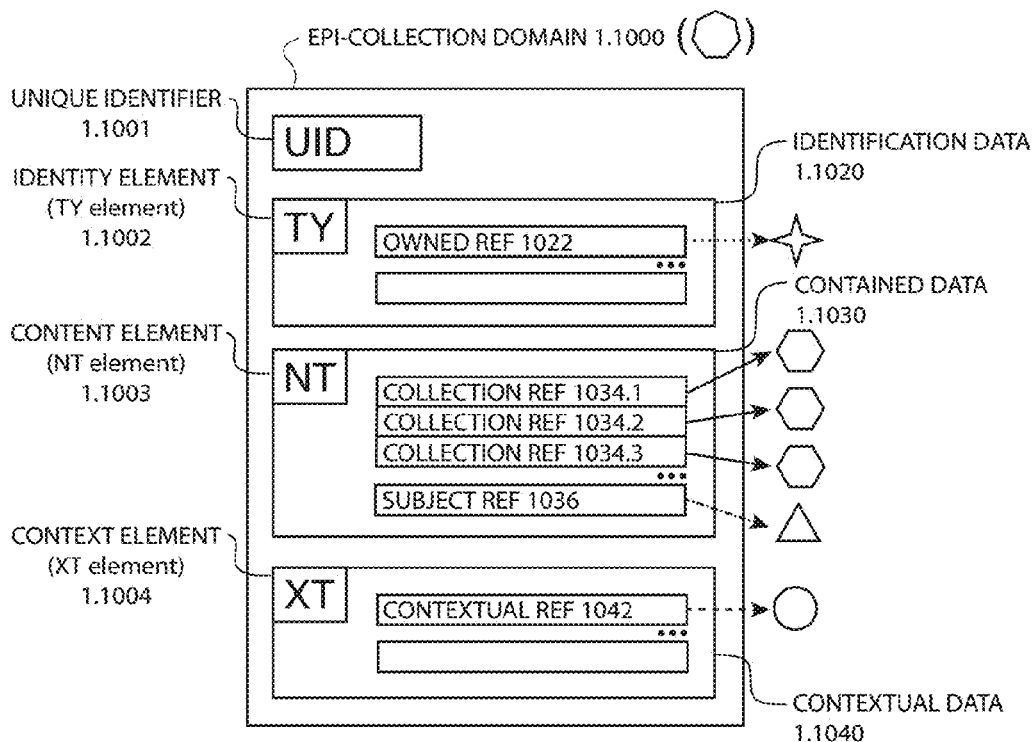 EPI-COLLECTION DOMAIN 1.1000 ( )
UNIQUE IDENTIFIER
1.1001
UID
IDENTITY ELEMENT
(TY element)
1.1002
IDENTIFICATION DATA
1.1020
TY
OWNED REF 1022
CONTENT ELEMENT
(NT element)
1.1003
CONTAINED DATA
1.1030
NT
COLLECTION REF 1034.1
COLLECTION REF 1034.2
COLLECTION REF 1034.3
SUBJECT REF 1036
CONTEXT ELEMENT
(XT element)
1.1004
XT
CONTEXTUAL REF 1042
CONTEXTUAL DATA
1.1040